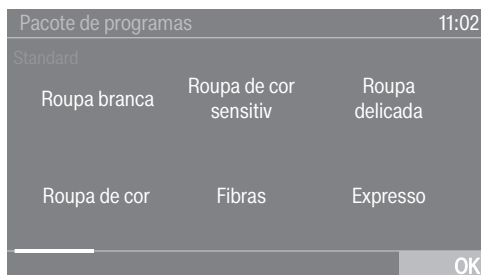 Pacote de programas 11:02
Standard
Roupa branca Roupa de cor sensitiv Roupa delicada
Roupa de cor Fibras Expresso
OK